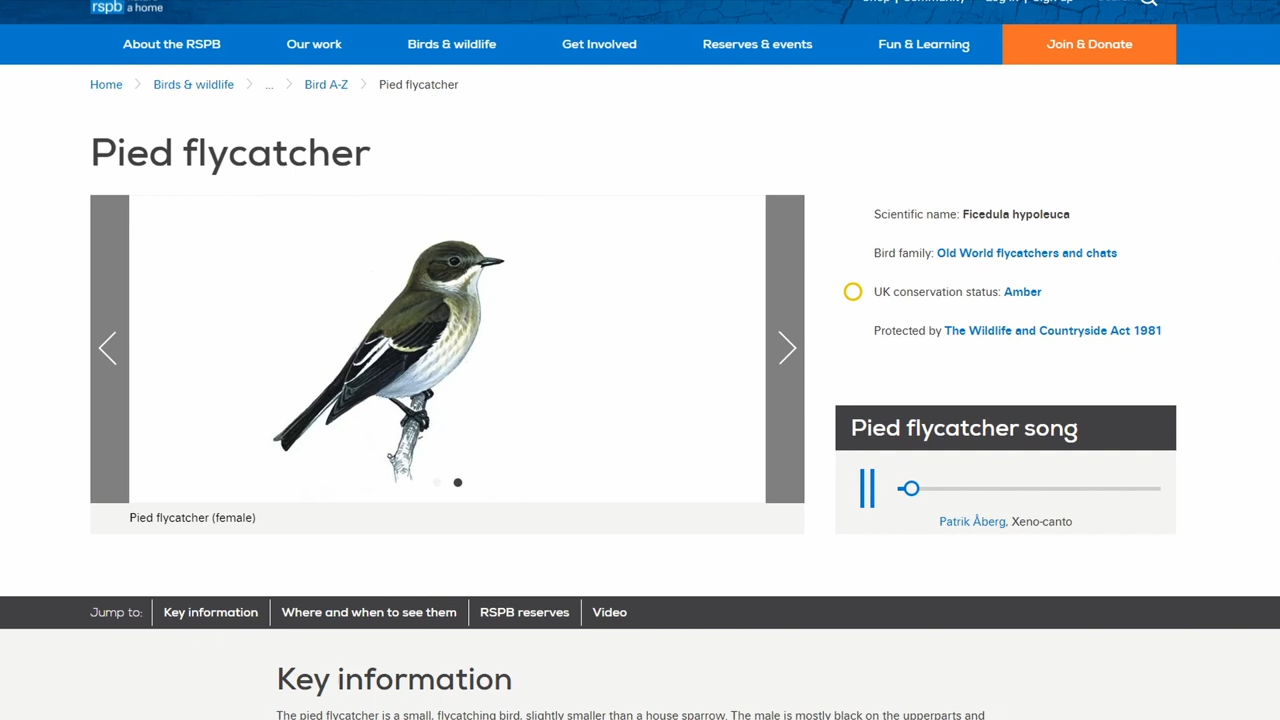 rspb
a home
About the RSPB
Our work
Birds & wildlife
Get Involved
Reserves & events
Fun & Learning
Join & Donate
Home
Birds & wildlife
...
Bird A-Z
Pied flycatcher
Pied flycatcher
Scientific name: Ficedula hypoleuca
Bird family: Old World flycatchers and chats
UK conservation status: Amber
Protected by The Wildlife and Countryside Act 1981
Pied flycatcher song
Patrik Åberg, Xeno-canto
Pied flycatcher (female)
Jump to:
Key information
Where and when to see them
RSPB reserves
Video
Key information
The pied flycatcher is a small, flycatching bird, slightly smaller than a house sparrow. The male is mostly black on the upperparts and